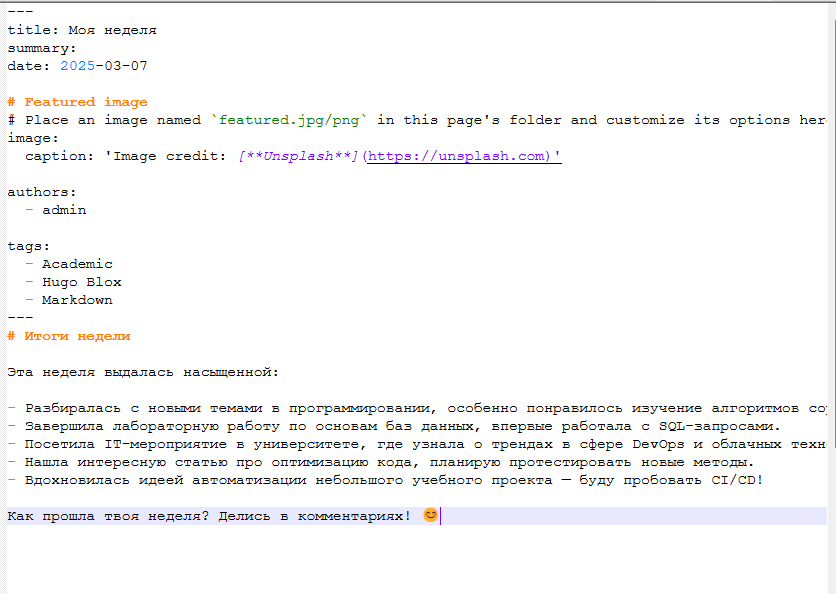 ---
title: Моя неделя
summary:
date: 2025-03-07
# Featured image
# Place an image named `featured.jpg/png` in this page's folder and customize its options her
image:
caption: 'Image credit: [**Unsplash**](https://unsplash.com)'
authors:
- admin
tags:
- Academic
- Hugo Blox
- Markdown
---
# Итоги недели
Эта неделя выдалась насыщенной:
- Разбиралась с новыми темами в программировании, особенно понравилось изучение алгоритмов со
- Завершила лабораторную работу по основам баз данных, впервые работала с SQL-запросами.
- Посетила IT-мероприятие в университете, где узнала о трендах в сфере DevOps и облачных техн
- Нашла интересную статью про оптимизацию кода, планирую протестировать новые методы.
- Вдохновилась идеей автоматизации небольшого учебного проекта — буду пробовать CI/CD!
Как прошла твоя неделя? Делись в комментариях! 😊